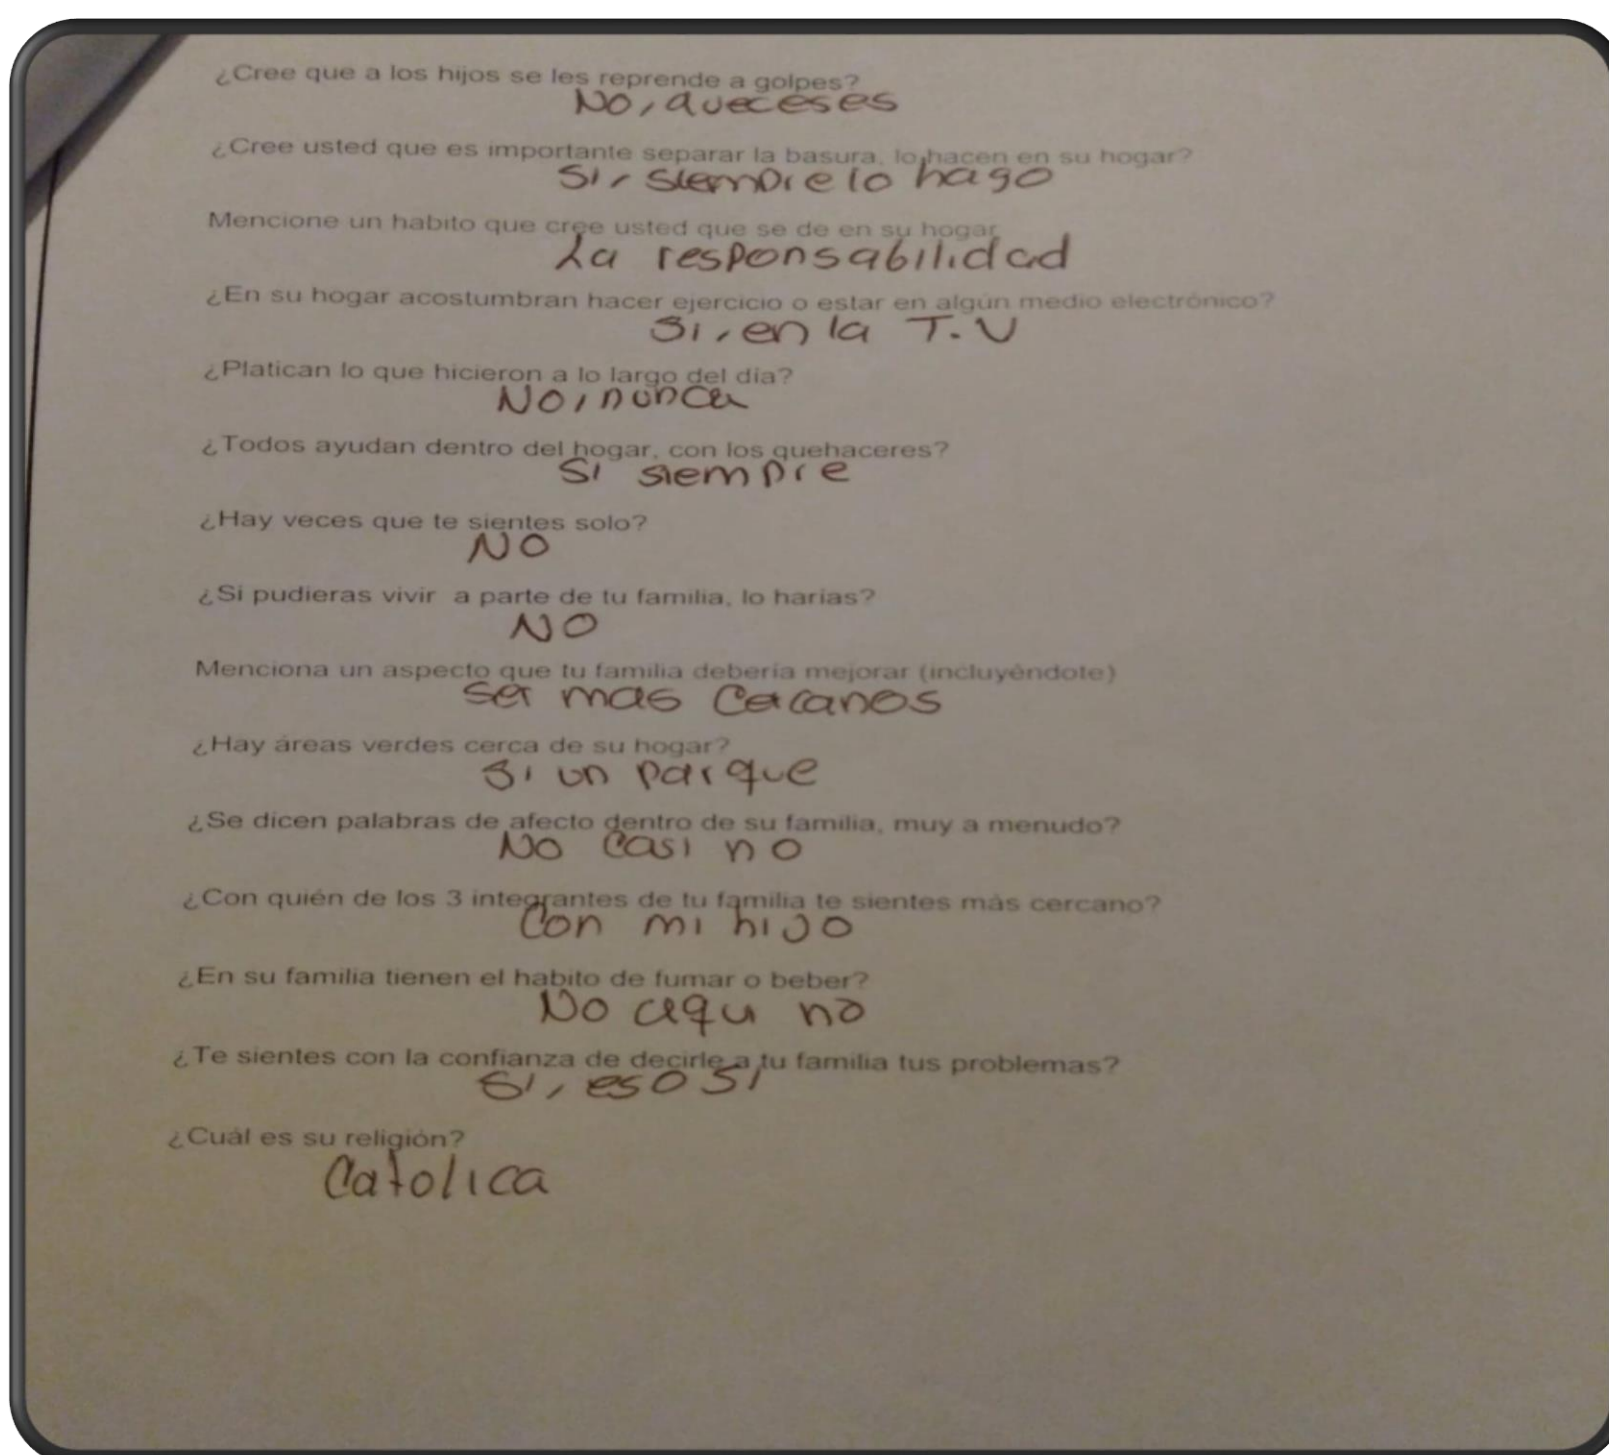 ¿Cree que a los hijos se les reprende a golpes?
No, aveceses
¿Cree usted que es importante separar la basura, lo hacen en su hogar?
Si, siempre lo hago
Mencione un habito que cree usted que se de en su hogar
La responsabilidad
¿En su hogar acostumbran hacer ejercicio o estar en algún medio electrónico?
Si, en la T.V
¿Platican lo que hicieron a lo largo del día?
No, nunca
¿Todos ayudan dentro del hogar, con los quehaceres?
Si siempre
¿Hay veces que te sientes solo?
NO
¿Si pudieras vivir a parte de tu familia, lo harías?
NO
Menciona un aspecto que tu familia debería mejorar (incluyéndote)
Ser mas Cercanos
¿Hay áreas verdes cerca de su hogar?
Si un parque
¿Se dicen palabras de afecto dentro de su familia, muy a menudo?
No casi no
¿Con quién de los 3 integrantes de tu familia te sientes más cercano?
Con mi hijo
¿En su familia tienen el habito de fumar o beber?
No aqui no
¿Te sientes con la confianza de decirle a tu familia tus problemas?
Si, eso si
¿Cuál es su religión?
Catolica